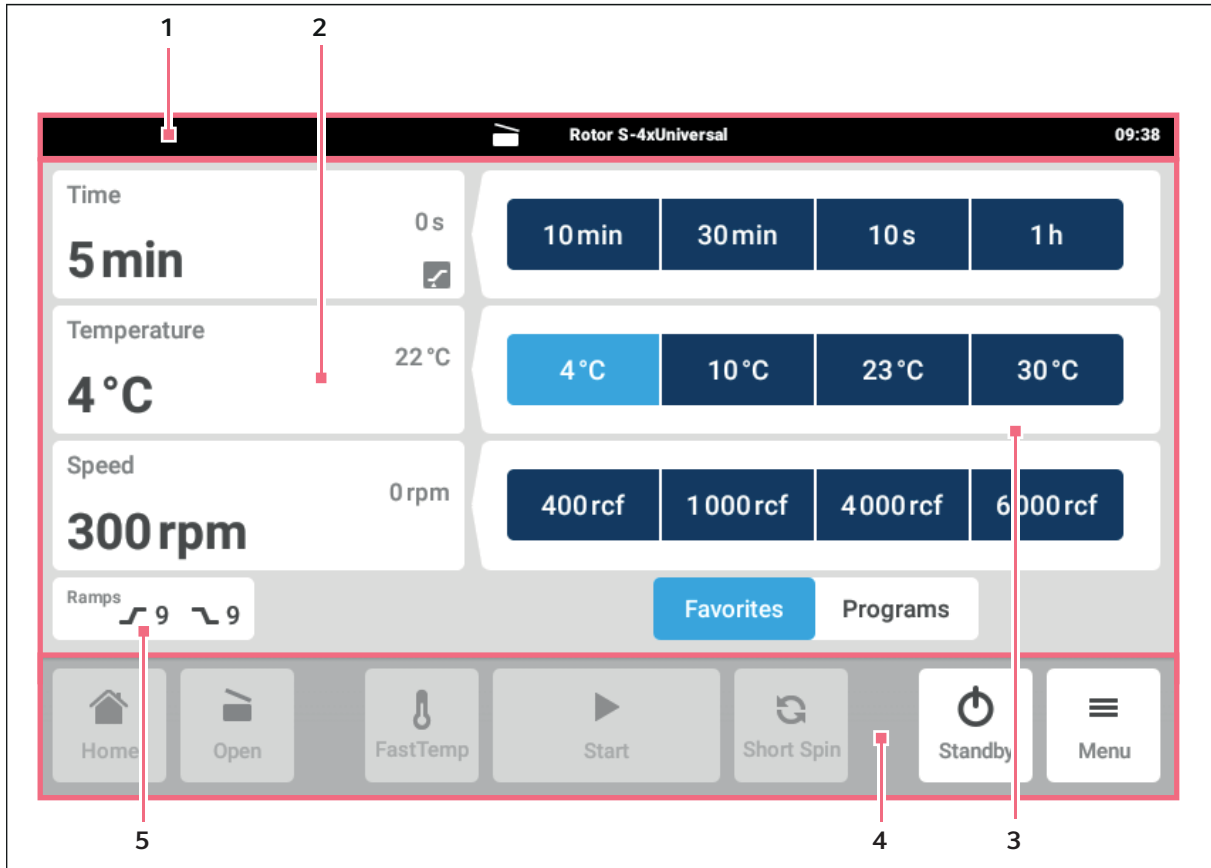 1 2
Rotor S-4xUniversal 09:38
Time
0 s
5 min
10 min 30 min 10 s 1 h
Temperature
22 °C
4 °C
4 °C 10 °C 23 °C 30 °C
Speed
0 rpm
300 rpm
400 rcf 1 000 rcf 4 000 rcf 6 000 rcf
Ramps
9 9
Favorites Programs
Home Open FastTemp Start Short Spin Standby Menu
5 4 3